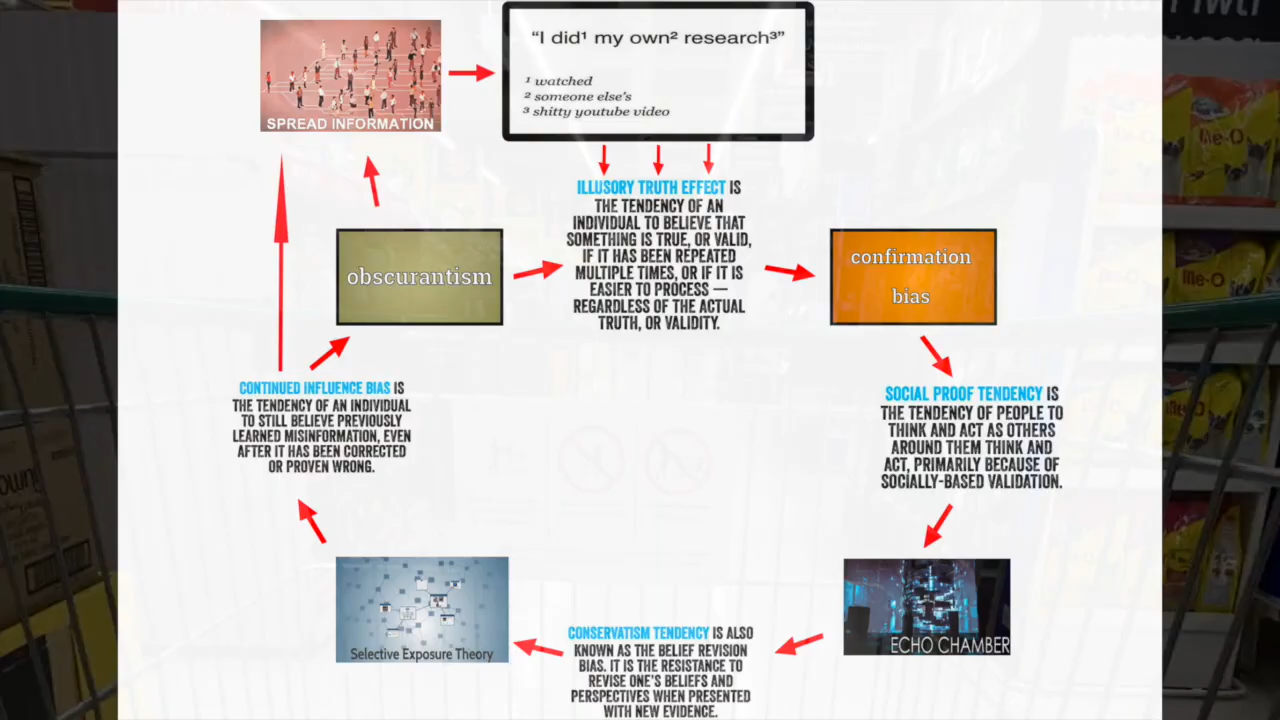 SPREAD INFORMATION
“I did¹ my own² research³”
¹ watched
² someone else's
³ shitty youtube video
ILLUSORY TRUTH EFFECT IS
THE TENDENCY OF AN
INDIVIDUAL TO BELIEVE THAT
SOMETHING IS TRUE, OR VALID,
IF IT HAS BEEN REPEATED
MULTIPLE TIMES, OR IF IT IS
EASIER TO PROCESS —
REGARDLESS OF THE ACTUAL
TRUTH, OR VALIDITY.
obscurantism
confirmation
bias
CONTINUED INFLUENCE BIAS IS
THE TENDENCY OF AN INDIVIDUAL
TO STILL BELIEVE PREVIOUSLY
LEARNED MISINFORMATION, EVEN
AFTER IT HAS BEEN CORRECTED
OR PROVEN WRONG.
SOCIAL PROOF TENDENCY IS
THE TENDENCY OF PEOPLE TO
THINK AND ACT AS OTHERS
AROUND THEM THINK AND
ACT, PRIMARILY BECAUSE OF
SOCIALLY-BASED VALIDATION.
Selective Exposure Theory
CONSERVATISM TENDENCY IS ALSO
KNOWN AS THE BELIEF REVISION
BIAS. IT IS THE RESISTANCE TO
REVISE ONE'S BELIEFS AND
PERSPECTIVES WHEN PRESENTED
WITH NEW EVIDENCE.
ECHO CHAMBER
Me-O
Me-O